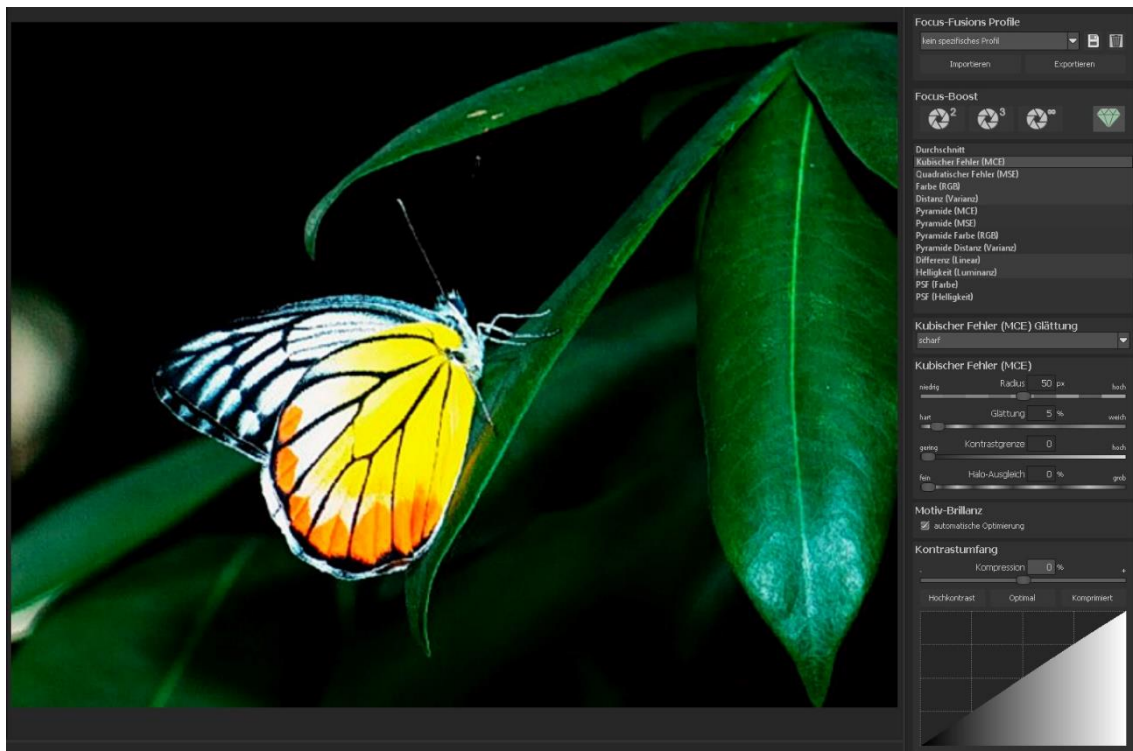 Focus-Fusions Profile
kein spezifisches Profil
Importieren Exportieren
Focus-Boost
2 3 ∞
Durchschnitt
Kubischer Fehler (MCE)
Quadratischer Fehler (MSE)
Farbe (RGB)
Distanz (Varianz)
Pyramide (MCE)
Pyramide (MSE)
Pyramide Farbe (RGB)
Pyramide Distanz (Varianz)
Differenz (Linear)
Helligkeit (Luminanz)
PSF (Farbe)
PSF (Helligkeit)
Kubischer Fehler (MCE) Glättung
scharf
Kubischer Fehler (MCE)
niedrig Radius 50 px hoch
hart Glättung 5 % weich
gering Kontrastgrenze 0 hoch
fein Halo-Ausgleich 0 % grob
Motiv-Brillanz
automatische Optimierung
Kontrastumfang
- Kompression 0 % +
Hochkontrast Optimal Komprimiert